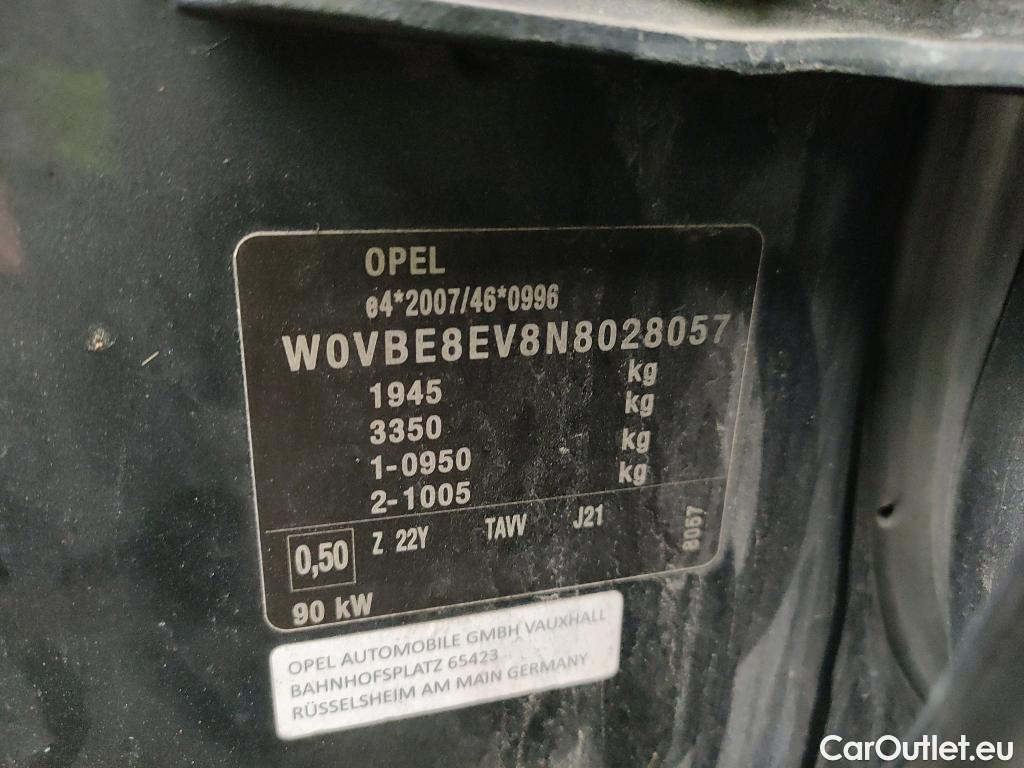 OPEL
e4*2007/46*0996
W0VBE8EV8N8028057
1945 kg
3350 kg
1-0950 kg
2-1005 kg
0,50 Z 22Y TAVV J21 8057
90 kW
OPEL AUTOMOBILE GMBH VAUXHALL
BAHNHOFSPLATZ 65423
RÜSSELSHEIM AM MAIN GERMANY
CarOutlet.eu